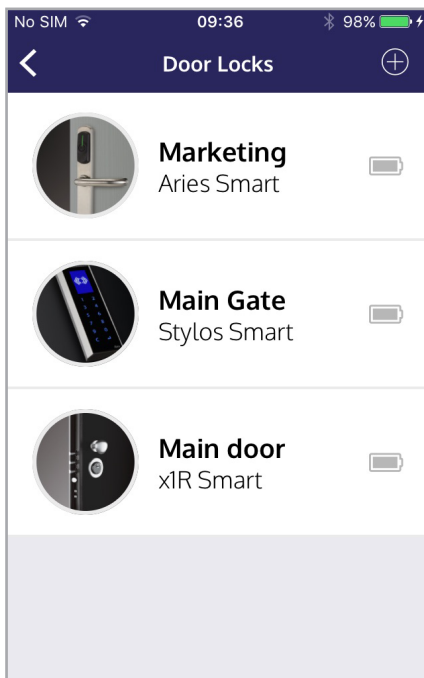 No SIM 09:36 98%
Door Locks
Marketing
Aries Smart
Main Gate
Stylos Smart
Main door
x1R Smart